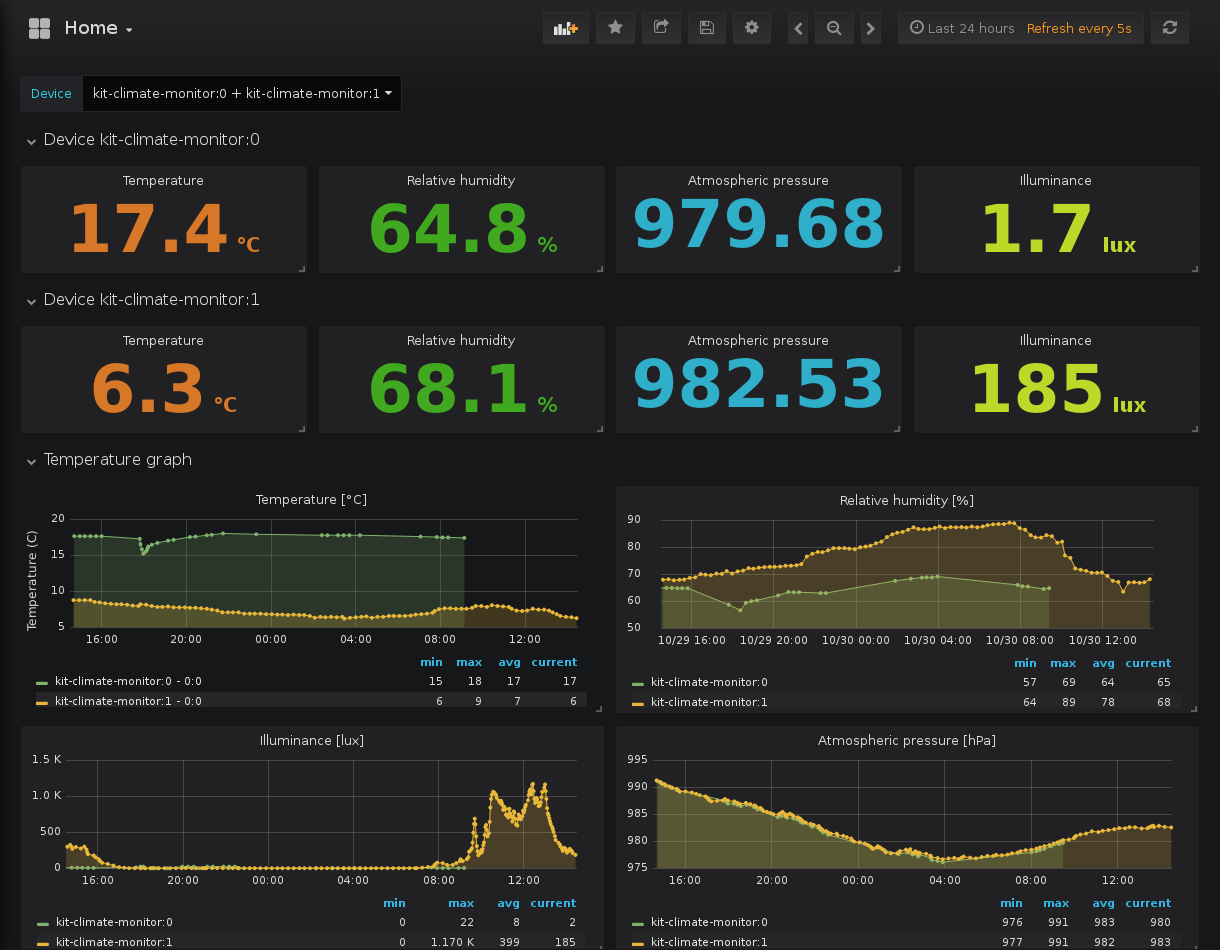 Home
Last 24 hours Refresh every 5s
Device kit-climate-monitor:0 + kit-climate-monitor:1
Device kit-climate-monitor:0
Temperature Relative humidity Atmospheric pressure Illuminance
17.4 °C 64.8 % 979.68 1.7 lux
Device kit-climate-monitor:1
Temperature Relative humidity Atmospheric pressure Illuminance
6.3 °C 68.1 % 982.53 185 lux
Temperature graph
Temperature [°C]
Temperature (C)
20
15
10
5
16:00 20:00 00:00 04:00 08:00 12:00
min max avg current
kit-climate-monitor:0 - 0:0 15 18 17 17
kit-climate-monitor:1 - 0:0 6 9 7 6
Relative humidity [%]
90
80
70
60
50
10/29 16:00 10/29 20:00 10/30 00:00 10/30 04:00 10/30 08:00 10/30 12:00
min max avg current
kit-climate-monitor:0 57 69 64 65
kit-climate-monitor:1 64 89 78 68
Illuminance [lux]
1.5 K
1.0 K
500
0
16:00 20:00 00:00 04:00 08:00 12:00
min max avg current
kit-climate-monitor:0 0 22 8 2
kit-climate-monitor:1 0 1.170 K 399 185
Atmospheric pressure [hPa]
995
990
985
980
975
16:00 20:00 00:00 04:00 08:00 12:00
min max avg current
kit-climate-monitor:0 976 991 983 980
kit-climate-monitor:1 977 991 982 983